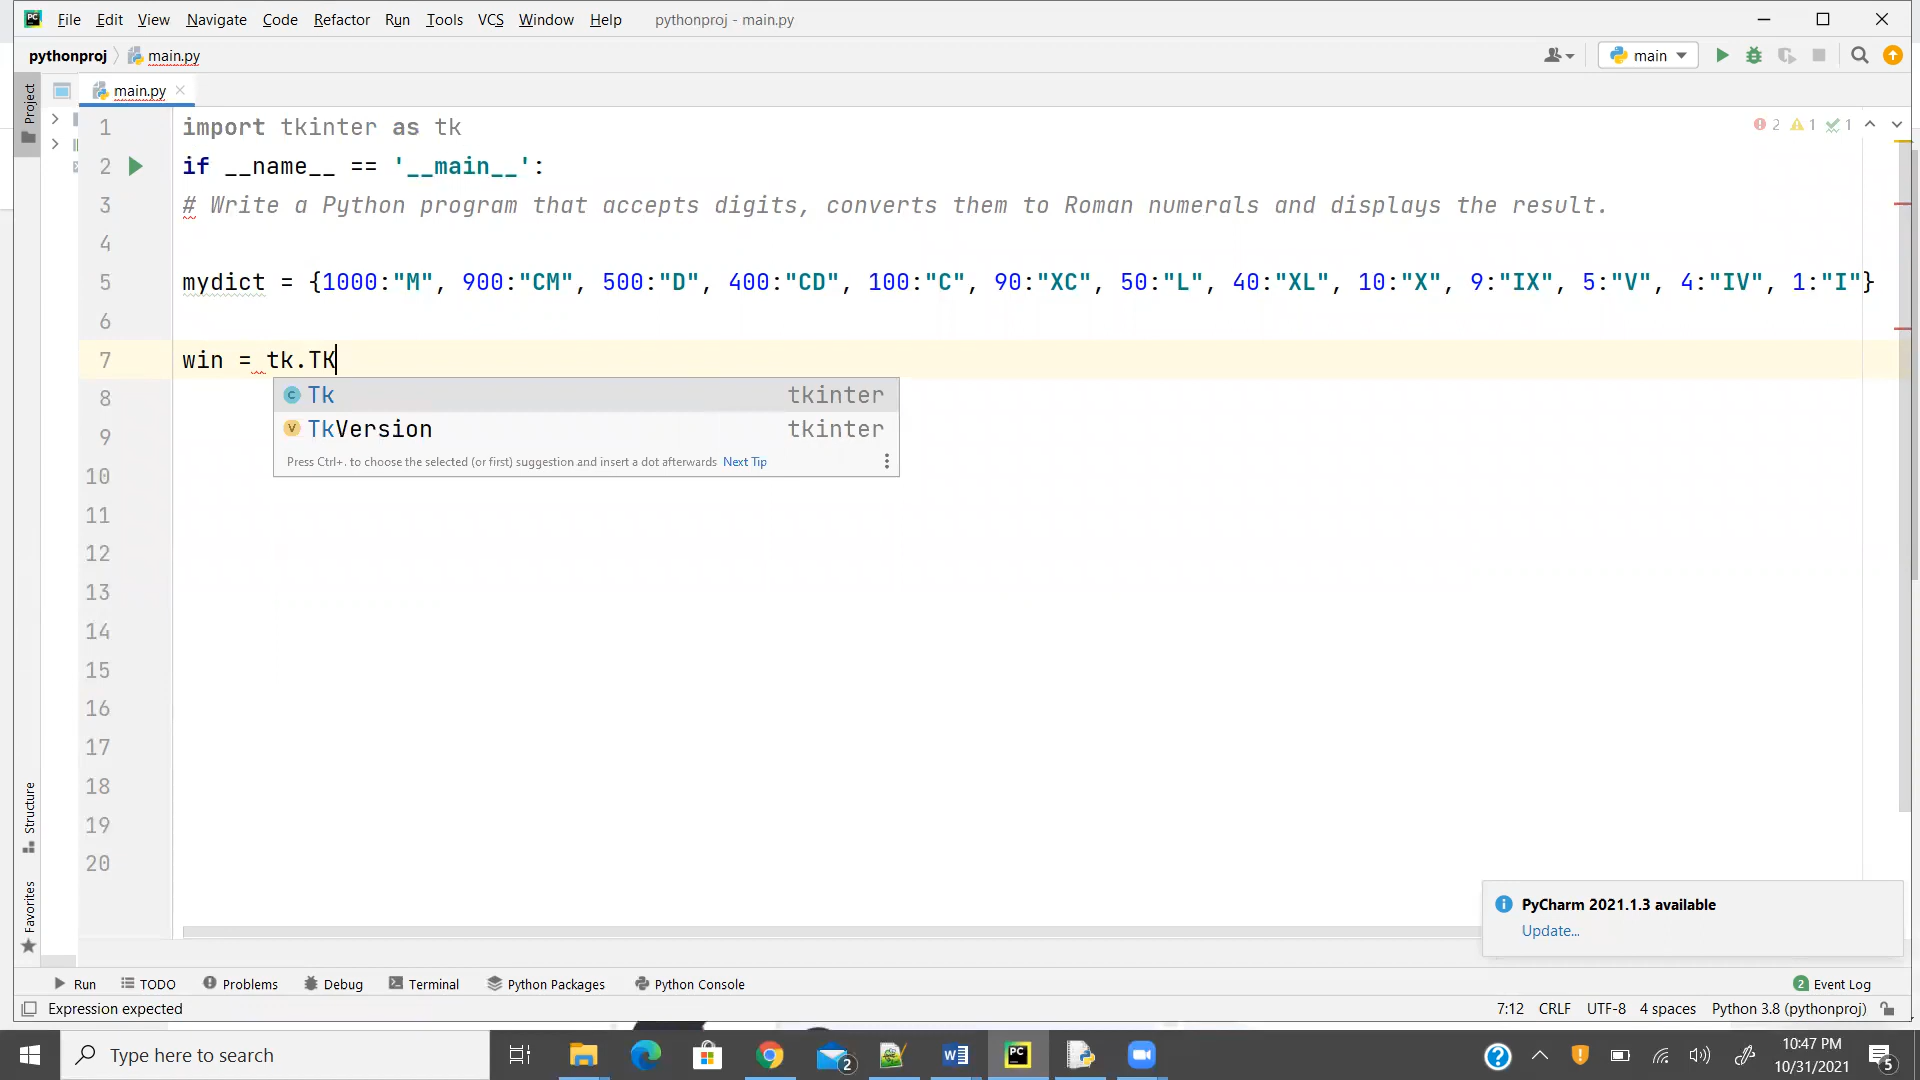 File Edit View Navigate Code Refactor Run Tools VCS Window Help pythonproj - main.py
pythonproj main.py
main
Project
main.py
2 1 1
1 import tkinter as tk
2 if __name__ == '__main__':
3 # Write a Python program that accepts digits, converts them to Roman numerals and displays the result.
4
5 mydict = {1000:"M", 900:"CM", 500:"D", 400:"CD", 100:"C", 90:"XC", 50:"L", 40:"XL", 10:"X", 9:"IX", 5:"V", 4:"IV", 1:"I"}
6
7 win = tk.TK
8
Tk tkinter
9
TkVersion tkinter
Press Ctrl+. to choose the selected (or first) suggestion and insert a dot afterwards Next Tip
10
11
12
13
14
15
16
17
18
19
20
Structure
Favorites
PyCharm 2021.1.3 available
Update...
Run TODO Problems Debug Terminal Python Packages Python Console 2 Event Log
Expression expected 7:12 CRLF UTF-8 4 spaces Python 3.8 (pythonproj)
Type here to search 2 10:47 PM
10/31/2021 5